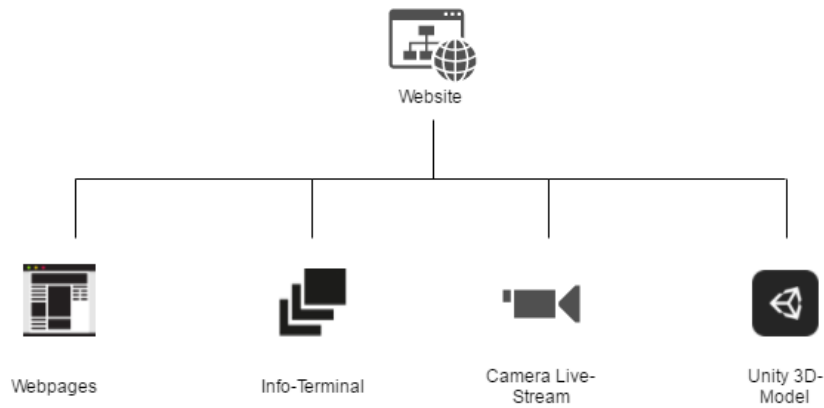 Website
Webpages
Info-Terminal
Camera Live-
Stream
Unity 3D-
Model